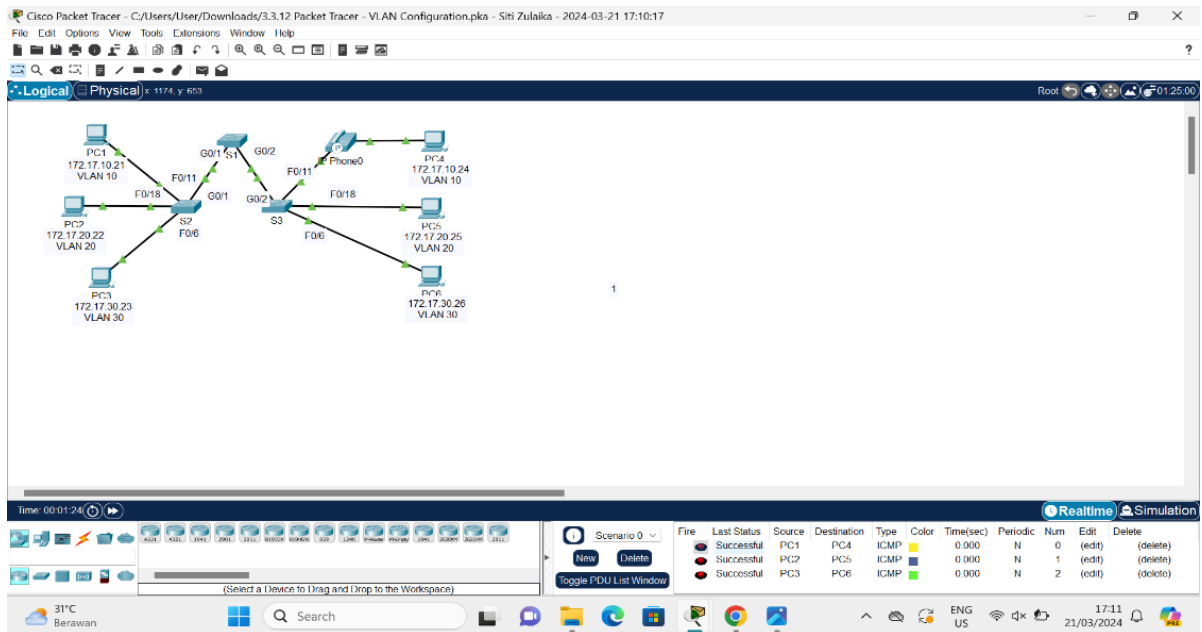 Cisco Packet Tracer - C:/Users/User/Downloads/3.3.12 Packet Tracer - VLAN Configuration.pka - Siti Zulaika - 2024-03-21 17:10:17
File Edit Options View Tools Extensions Window Help
?
Logical Physical x: 1174, y: 653
Root 01:25:00
PC1
172.17.10.21
VLAN 10
G0/1
S1
G0/2
IP Phone0
PC4
172.17.10.24
VLAN 10
F0/11
F0/11
F0/18
G0/1
G0/2
F0/18
PC2
172.17.20.22
VLAN 20
S2
F0/6
S3
F0/6
PC5
172.17.20.25
VLAN 20
PC3
172.17.30.23
VLAN 30
PC6
172.17.30.26
VLAN 30
1
Time: 00:01:24
Realtime Simulation
(Select a Device to Drag and Drop to the Workspace)
Scenario 0
New Delete
Toggle PDU List Window
Fire Last Status Source Destination Type Color Time(sec) Periodic Num Edit Delete
Successful PC1 PC4 ICMP 0.000 N 0 (edit) (delete)
Successful PC2 PC5 ICMP 0.000 N 1 (edit) (delete)
Successful PC3 PC6 ICMP 0.000 N 2 (edit) (delete)
31°C
Berawan
Search
ENG
US
17:11
21/03/2024
PRE